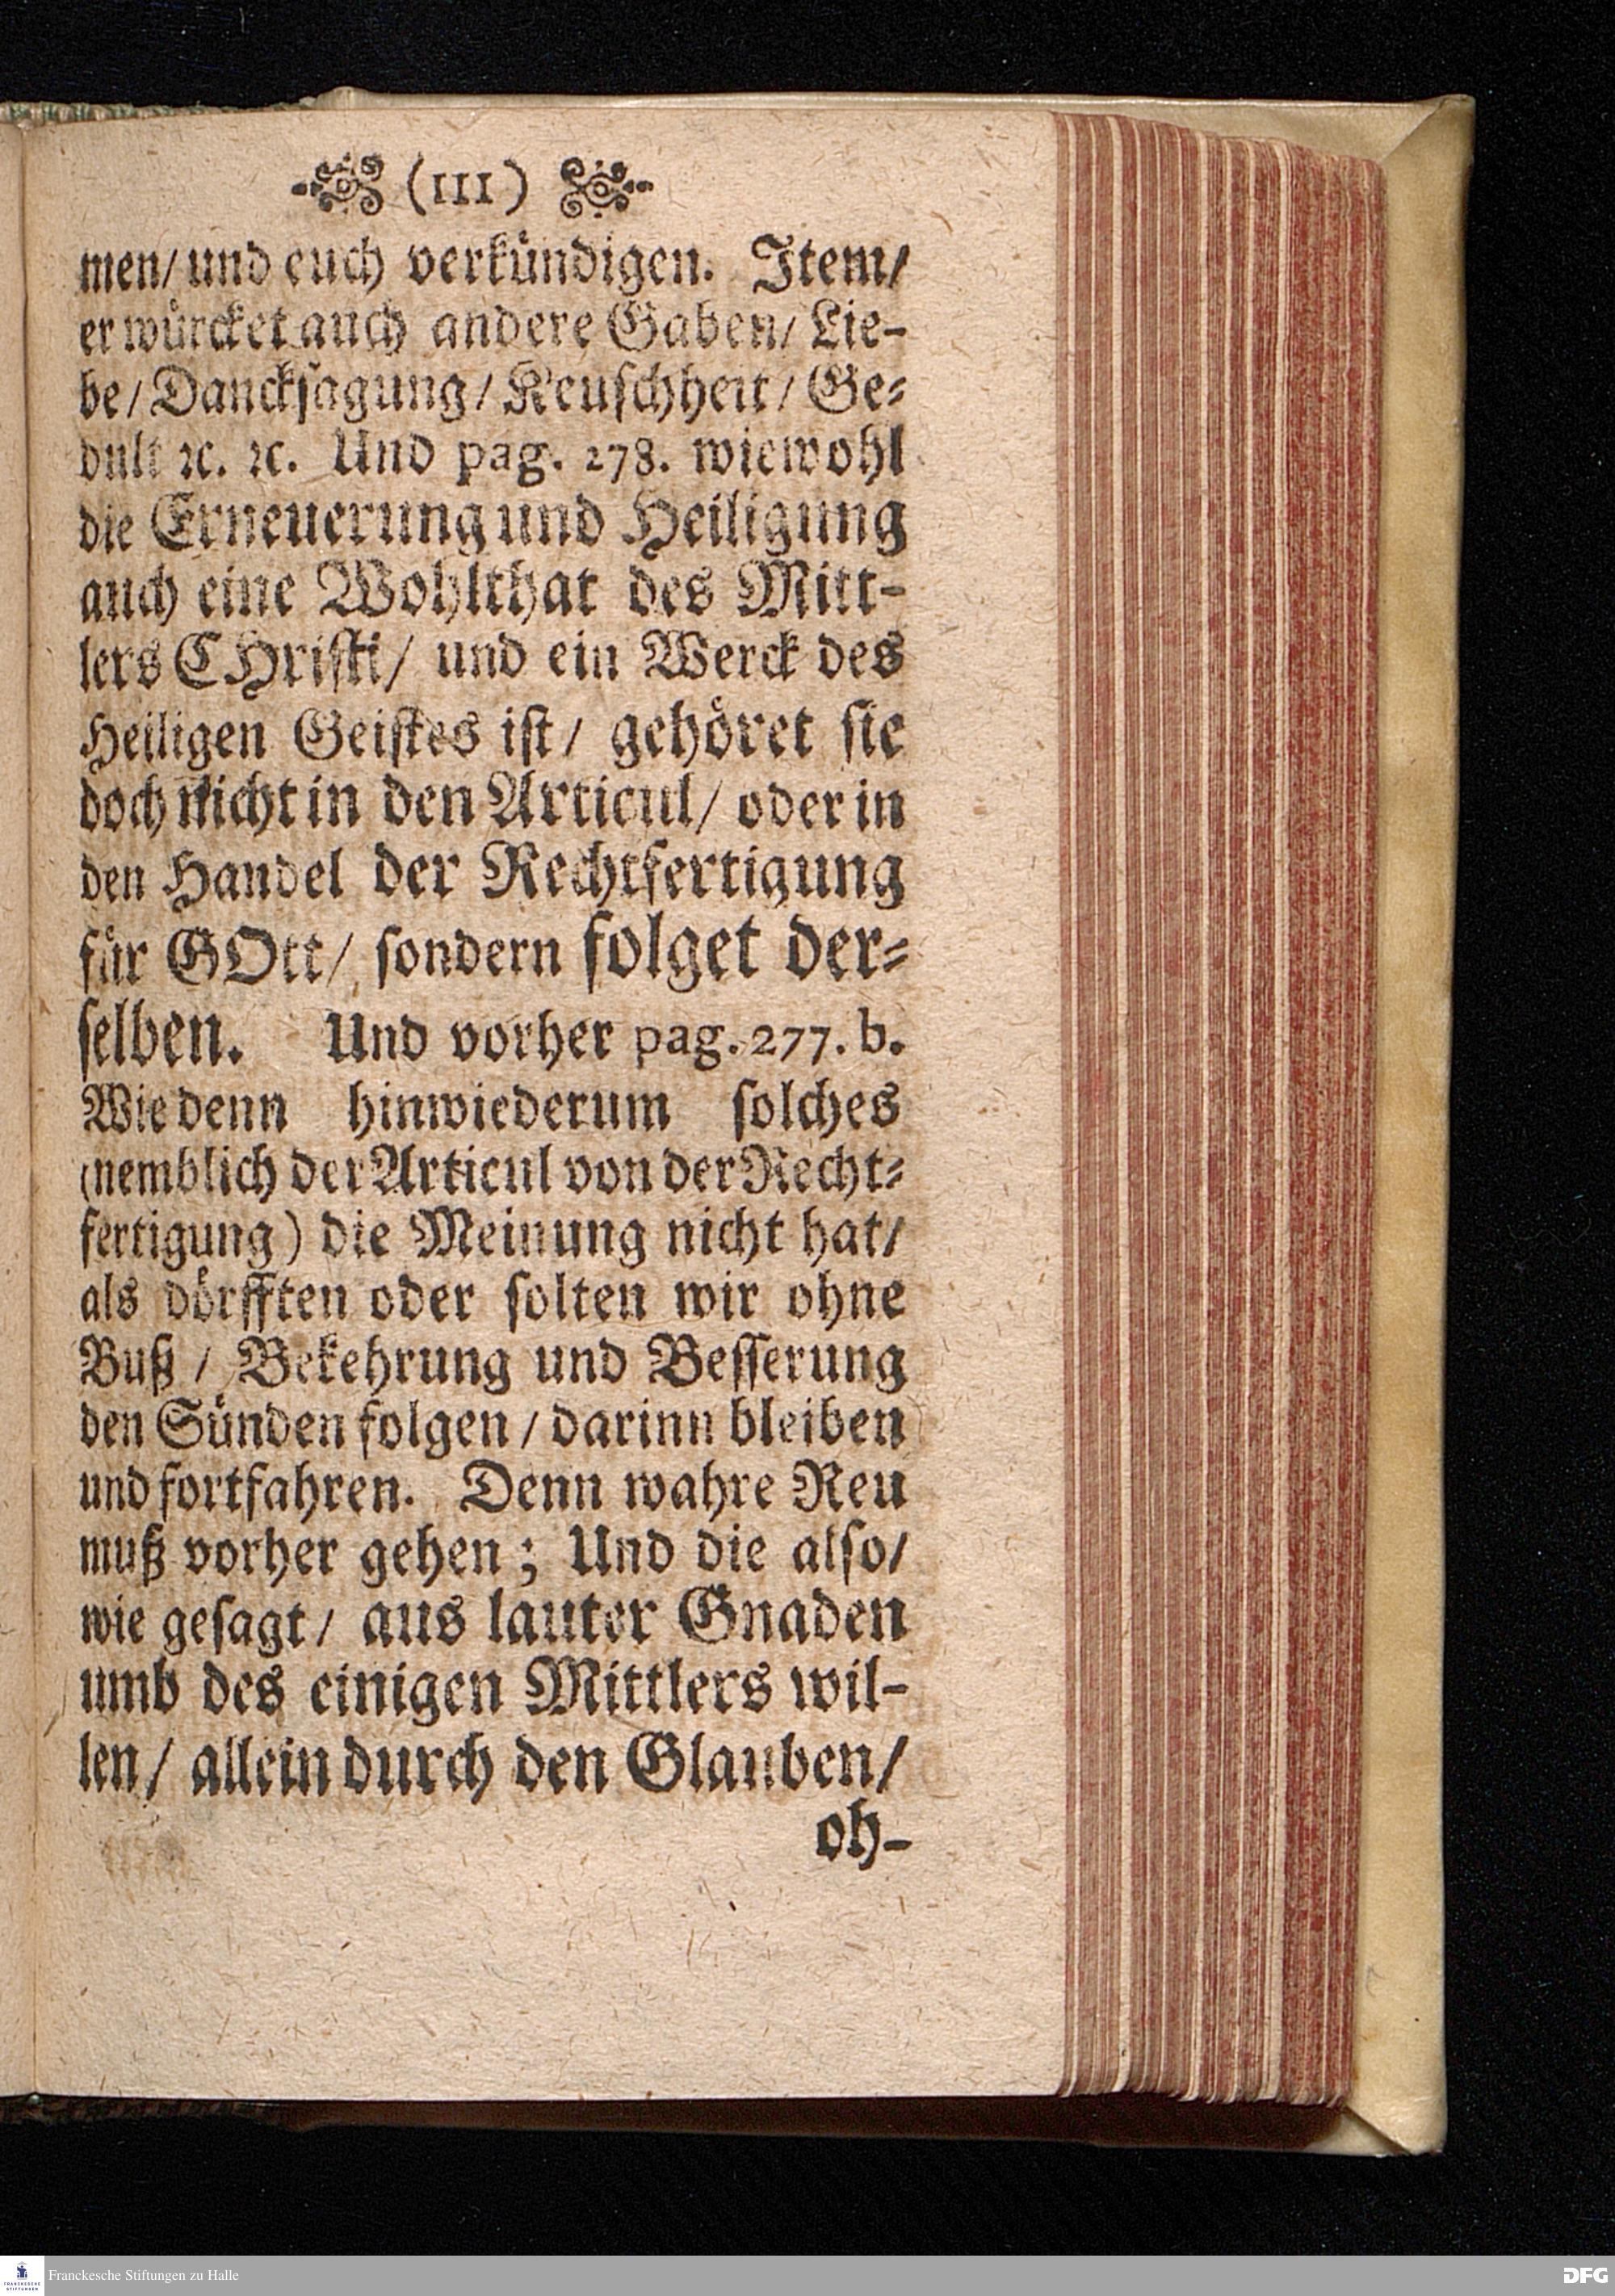 (111)
men/ und euch verkündigen. Item/
er würcket auch andere Gaben/ Lie-
be/ Dancksagung/ Keuschheit/ Ge-
dult ꝛc. ꝛc. Und pag. 278. wiewohl
die Erneuerung und Heiligung
auch eine Wohlthat des Mitt-
lers CHristi/ und ein Werck des
Heiligen Geistes ist/ gehöret sie
doch nicht in den Articul/ oder in
den Handel der Rechtfertigung
für GOtt/ sondern folget der-
selben. Und vorher pag. 277. b.
Wie denn hinwiederum solches
(nemblich der Articul von der Recht-
fertigung) die Meinung nicht hat/
als dörfften oder solten wir ohne
Buß / Bekehrung und Besserung
den Sünden folgen/ darinn bleiben
und fortfahren. Denn wahre Reu
muß vorher gehen; Und die also/
wie gesagt/ aus lauter Gnaden
umb des einigen Mittlers wil-
len/ allein durch den Glauben/
oh-
FRANCKESCHE
STIFTUNGEN
Franckesche Stiftungen zu Halle
DFG